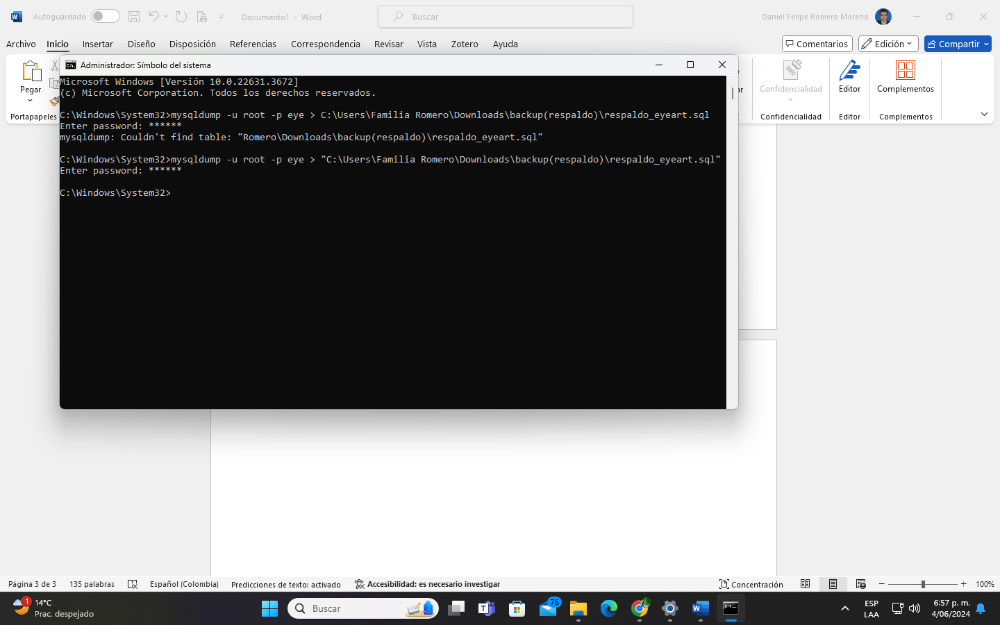 Autoguardado
Documento1 - Word
Buscar
Daniel Felipe Romero Moreno
Archivo Inicio Insertar Diseño Disposición Referencias Correspondencia Revisar Vista Zotero Ayuda
Comentarios Edición Compartir
Pegar
Portapapeles
Confidencialidad
Confidencialidad
Editor
Editor
Complementos
Complementos
Administrador: Símbolo del sistema
Microsoft Windows [Versión 10.0.22631.3672]
(c) Microsoft Corporation. Todos los derechos reservados.
C:\Windows\System32>mysqldump -u root -p eye > C:\Users\Familia Romero\Downloads\backup(respaldo)\respaldo_eyeart.sql
Enter password: ******
mysqldump: Couldn't find table: "Romero\Downloads\backup(respaldo)\respaldo_eyeart.sql"
C:\Windows\System32>mysqldump -u root -p eye > "C:\Users\Familia Romero\Downloads\backup(respaldo)\respaldo_eyeart.sql"
Enter password: ******
C:\Windows\System32>
Página 3 de 3 135 palabras Español (Colombia) Predicciones de texto: activado Accesibilidad: es necesario investigar
Concentración 100%
1
14°C
Prac. despejado
Buscar
76
ESP
LAA
6:57 p. m.
4/06/2024